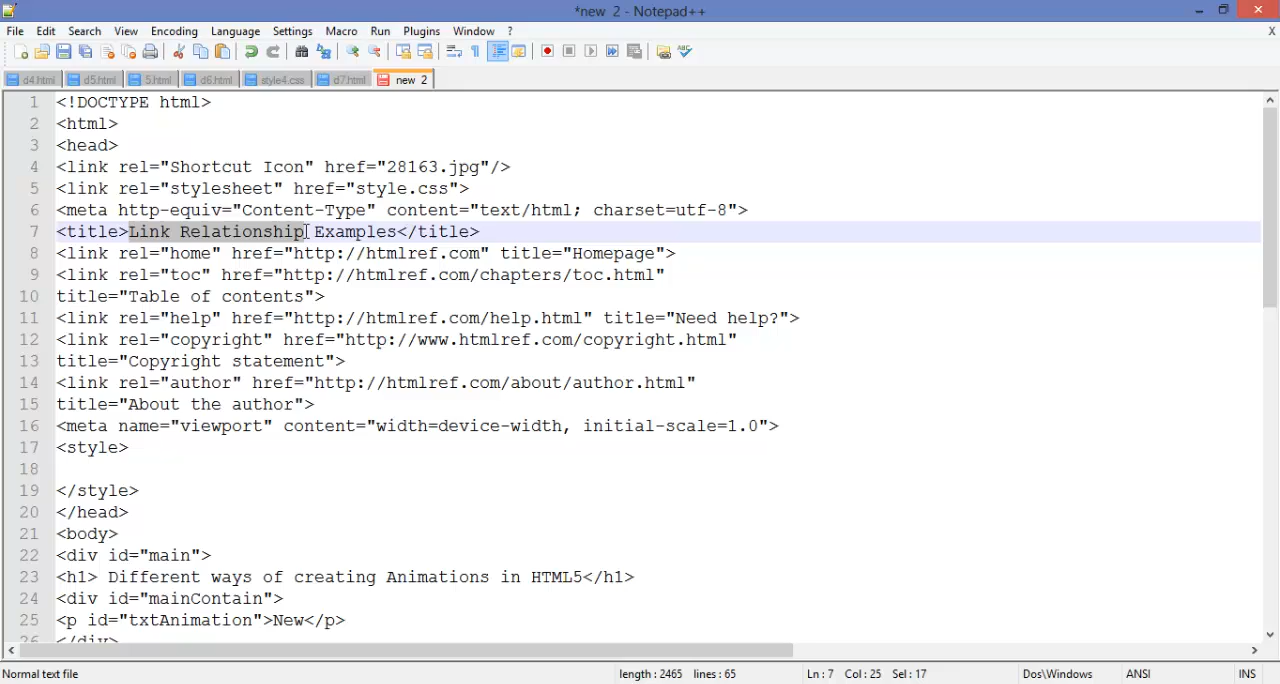 *new 2 - Notepad++
File Edit Search View Encoding Language Settings Macro Run Plugins Window ? X
d4.html d5.html 5.html d6.html style4.css d7.html new 2
1 <!DOCTYPE html>
2 <html>
3 <head>
4 <link rel="Shortcut Icon" href="28163.jpg"/>
5 <link rel="stylesheet" href="style.css">
6 <meta http-equiv="Content-Type" content="text/html; charset=utf-8">
7 <title>Link Relationship Examples</title>
8 <link rel="home" href="http://htmlref.com" title="Homepage">
9 <link rel="toc" href="http://htmlref.com/chapters/toc.html"
10 title="Table of contents">
11 <link rel="help" href="http://htmlref.com/help.html" title="Need help?">
12 <link rel="copyright" href="http://www.htmlref.com/copyright.html"
13 title="Copyright statement">
14 <link rel="author" href="http://htmlref.com/about/author.html"
15 title="About the author">
16 <meta name="viewport" content="width=device-width, initial-scale=1.0">
17 <style>
18
19 </style>
20 </head>
21 <body>
22 <div id="main">
23 <h1> Different ways of creating Animations in HTML5</h1>
24 <div id="mainContain">
25 <p id="txtAnimation">New</p>
26 </div>
Normal text file length : 2465 lines : 65 Ln : 7 Col : 25 Sel : 17 Dos\Windows ANSI INS